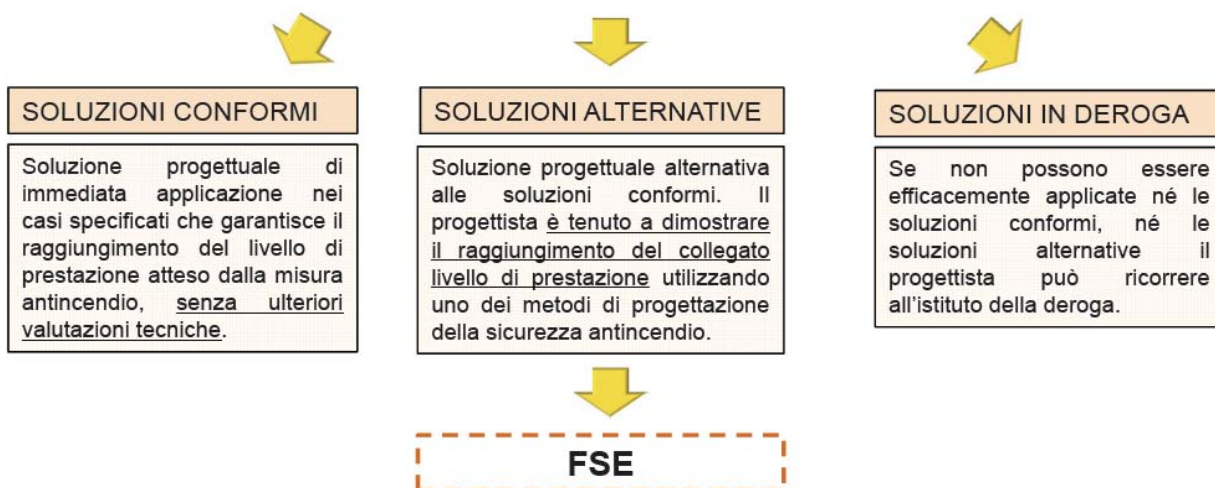 SOLUZIONI CONFORMI
Soluzione progettuale di
immediata applicazione nei
casi specificati che garantisce il
raggiungimento del livello di
prestazione atteso dalla misura
antincendio, senza ulteriori
valutazioni tecniche.
SOLUZIONI ALTERNATIVE
Soluzione progettuale alternativa
alle soluzioni conformi. Il
progettista è tenuto a dimostrare
il raggiungimento del collegato
livello di prestazione utilizzando
uno dei metodi di progettazione
della sicurezza antincendio.
SOLUZIONI IN DEROGA
Se non possono essere
efficacemente applicate né le
soluzioni conformi, né le
soluzioni alternative il
progettista può ricorrere
all'istituto della deroga.
FSE